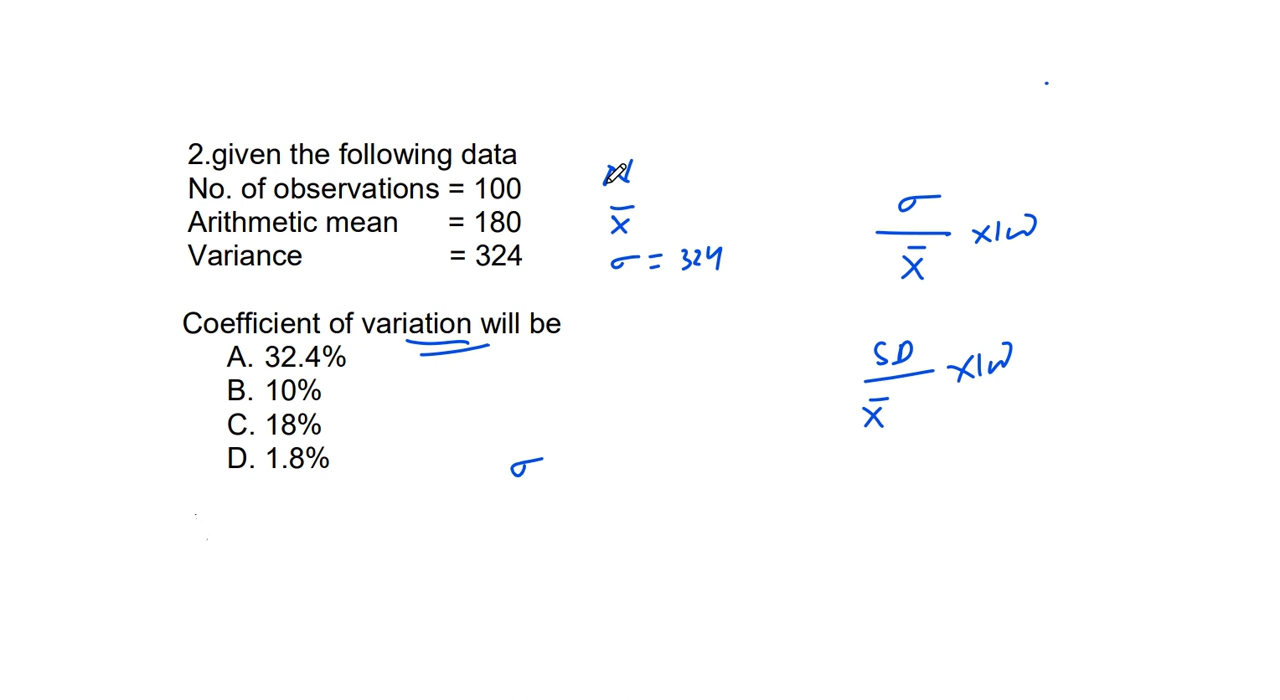 2.given the following data
No. of observations = 100 N
Arithmetic mean = 180 x̄
Variance = 324 σ = 324
σ
x̄ ×100
Coefficient of variation will be
A. 32.4%
B. 10%
C. 18%
D. 1.8%
SD
x̄ ×100
σ